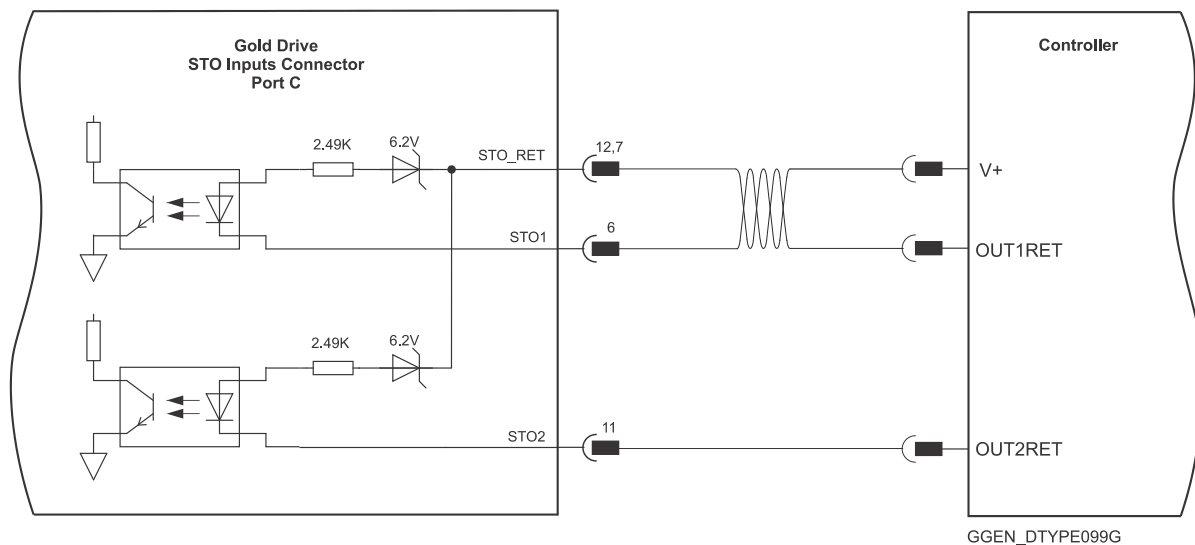 Gold Drive
STO Inputs Connector
Port C
Controller
2.49K
6.2V
STO_RET
12,7
V+
STO1
6
OUT1RET
2.49K
6.2V
STO2
11
OUT2RET
GGEN_DTYPE099G